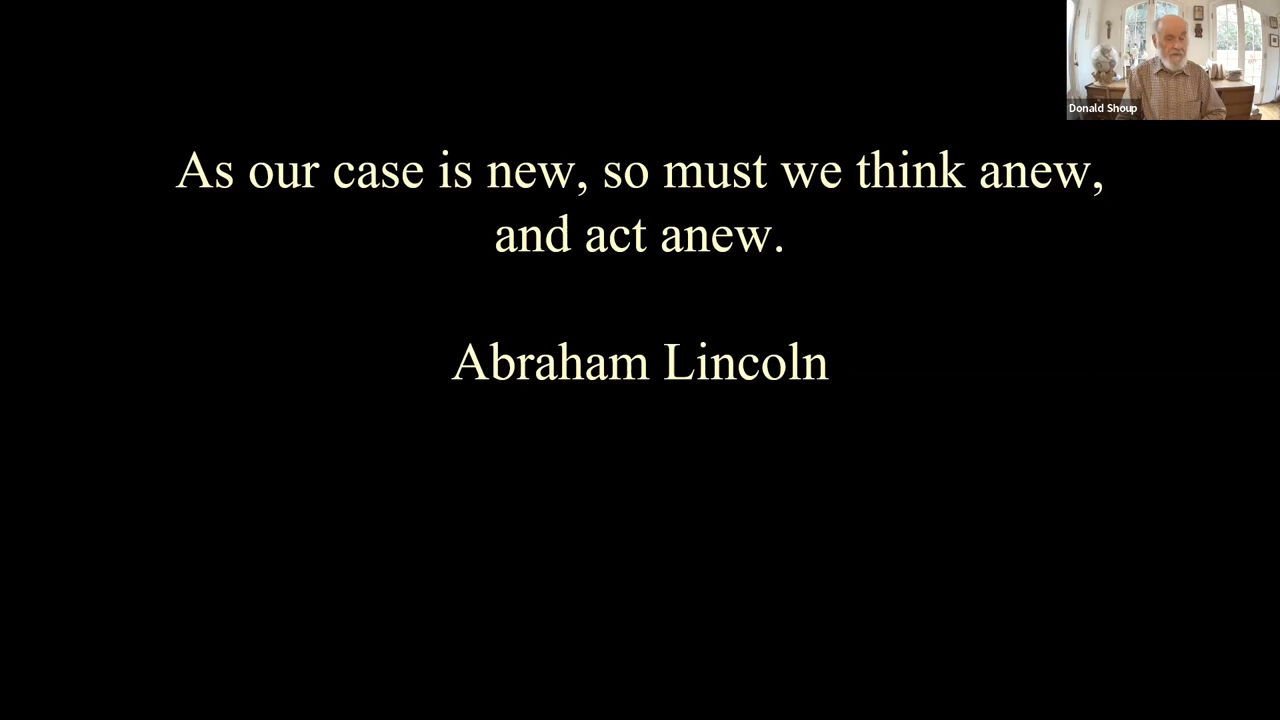 Donald Shoup
As our case is new, so must we think anew,
and act anew.
Abraham Lincoln